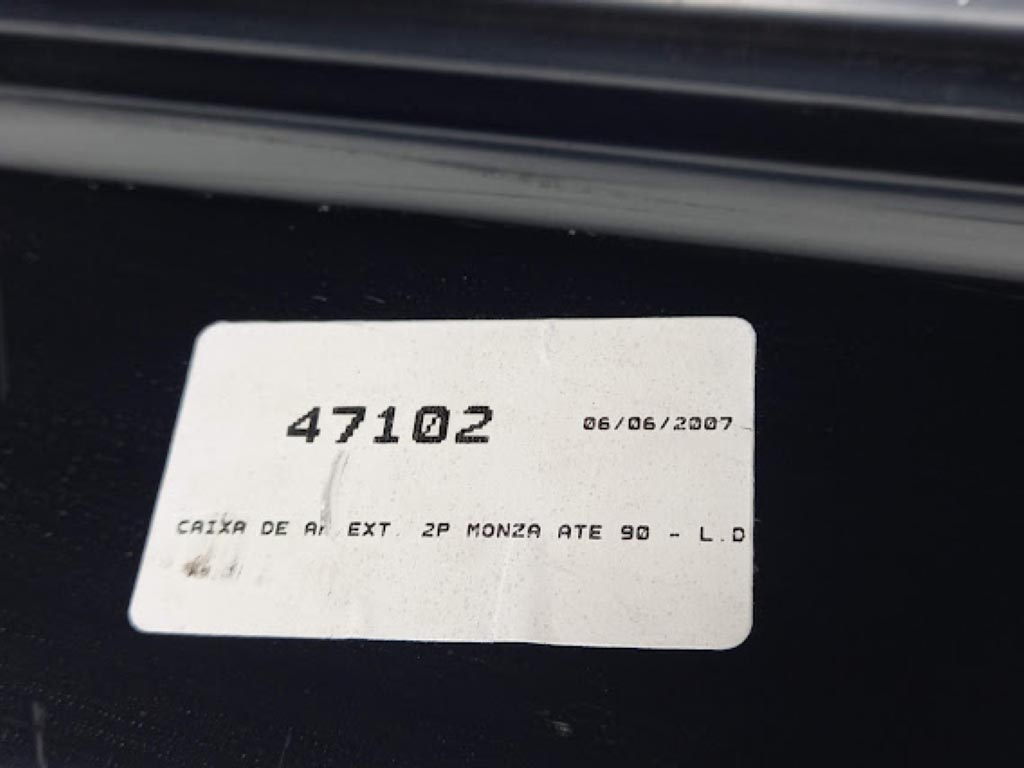 47102 06/06/2007
CAIXA DE EXT. 2P MONZA ATE 90 - L.D